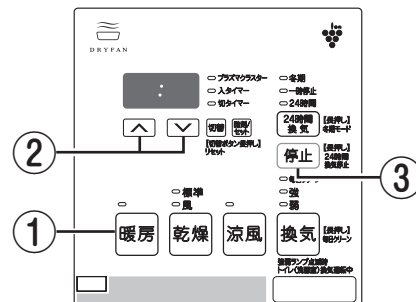 DRYFAN
プラズマクラスター
入タイマー
切タイマー
冬期
一時停止
24時間
:
切替
時刻/セット
【切替ボタン長押し】
リセット
24時間
換気
【長押し】
冬期モード
停止
【長押し】
24時間
換気停止
②
③
標準
風
強
弱
①
暖房
乾燥
涼風
換気
【長押し】
毎日クリーン